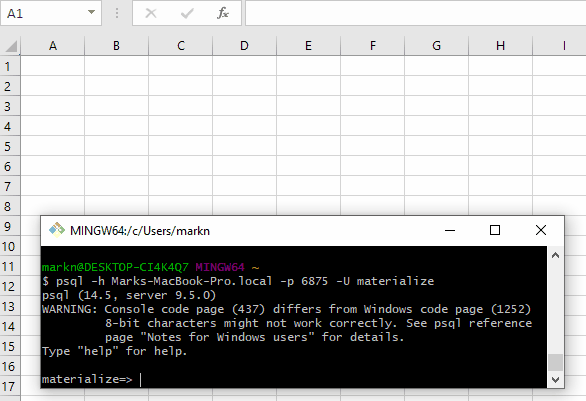 A1 fx
A B C D E F G H I
1
2
3
4
5
6
7
8
9
10
11
12
13
14
15
16
17
MINGW64:/c/Users/markn
markn@DESKTOP-CI4K4Q7 MINGW64 ~
$ psql -h Marks-MacBook-Pro.local -p 6875 -U materialize
psql (14.5, server 9.5.0)
WARNING: Console code page (437) differs from Windows code page (1252)
8-bit characters might not work correctly. See psql reference
page "Notes for Windows users" for details.
Type "help" for help.
materialize=>